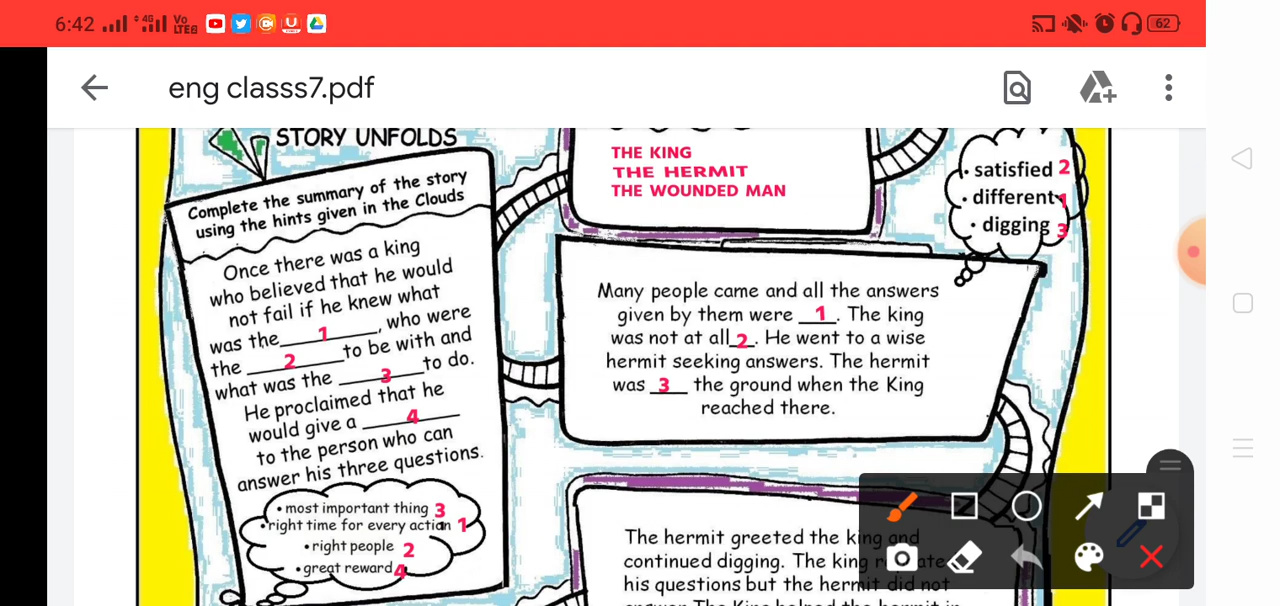 6:42 4G Vo LTE2 62
eng classs7.pdf
STORY UNFOLDS
Complete the summary of the story
using the hints given in the Clouds
Once there was a king
who believed that he would
not fail if he knew what
was the 1, who were
the 2 to be with and
what was the 3 to do.
He proclaimed that he
would give a 4
to the person who can
answer his three questions.
• most important thing 3
• right time for every action 1
• right people 2
• great reward 4
THE KING
THE HERMIT
THE WOUNDED MAN
• satisfied 2
• different 1
• digging 3
Many people came and all the answers
given by them were 1. The king
was not at all 2. He went to a wise
hermit seeking answers. The hermit
was 3 the ground when the King
reached there.
The hermit greeted the king and
continued digging. The king
his questions but the hermit did not